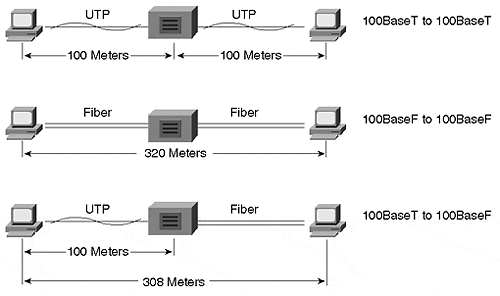 UTP UTP 100BaseT to 100BaseT
100 Meters 100 Meters
Fiber Fiber 100BaseF to 100BaseF
320 Meters
UTP Fiber 100BaseT to 100BaseF
100 Meters
308 Meters